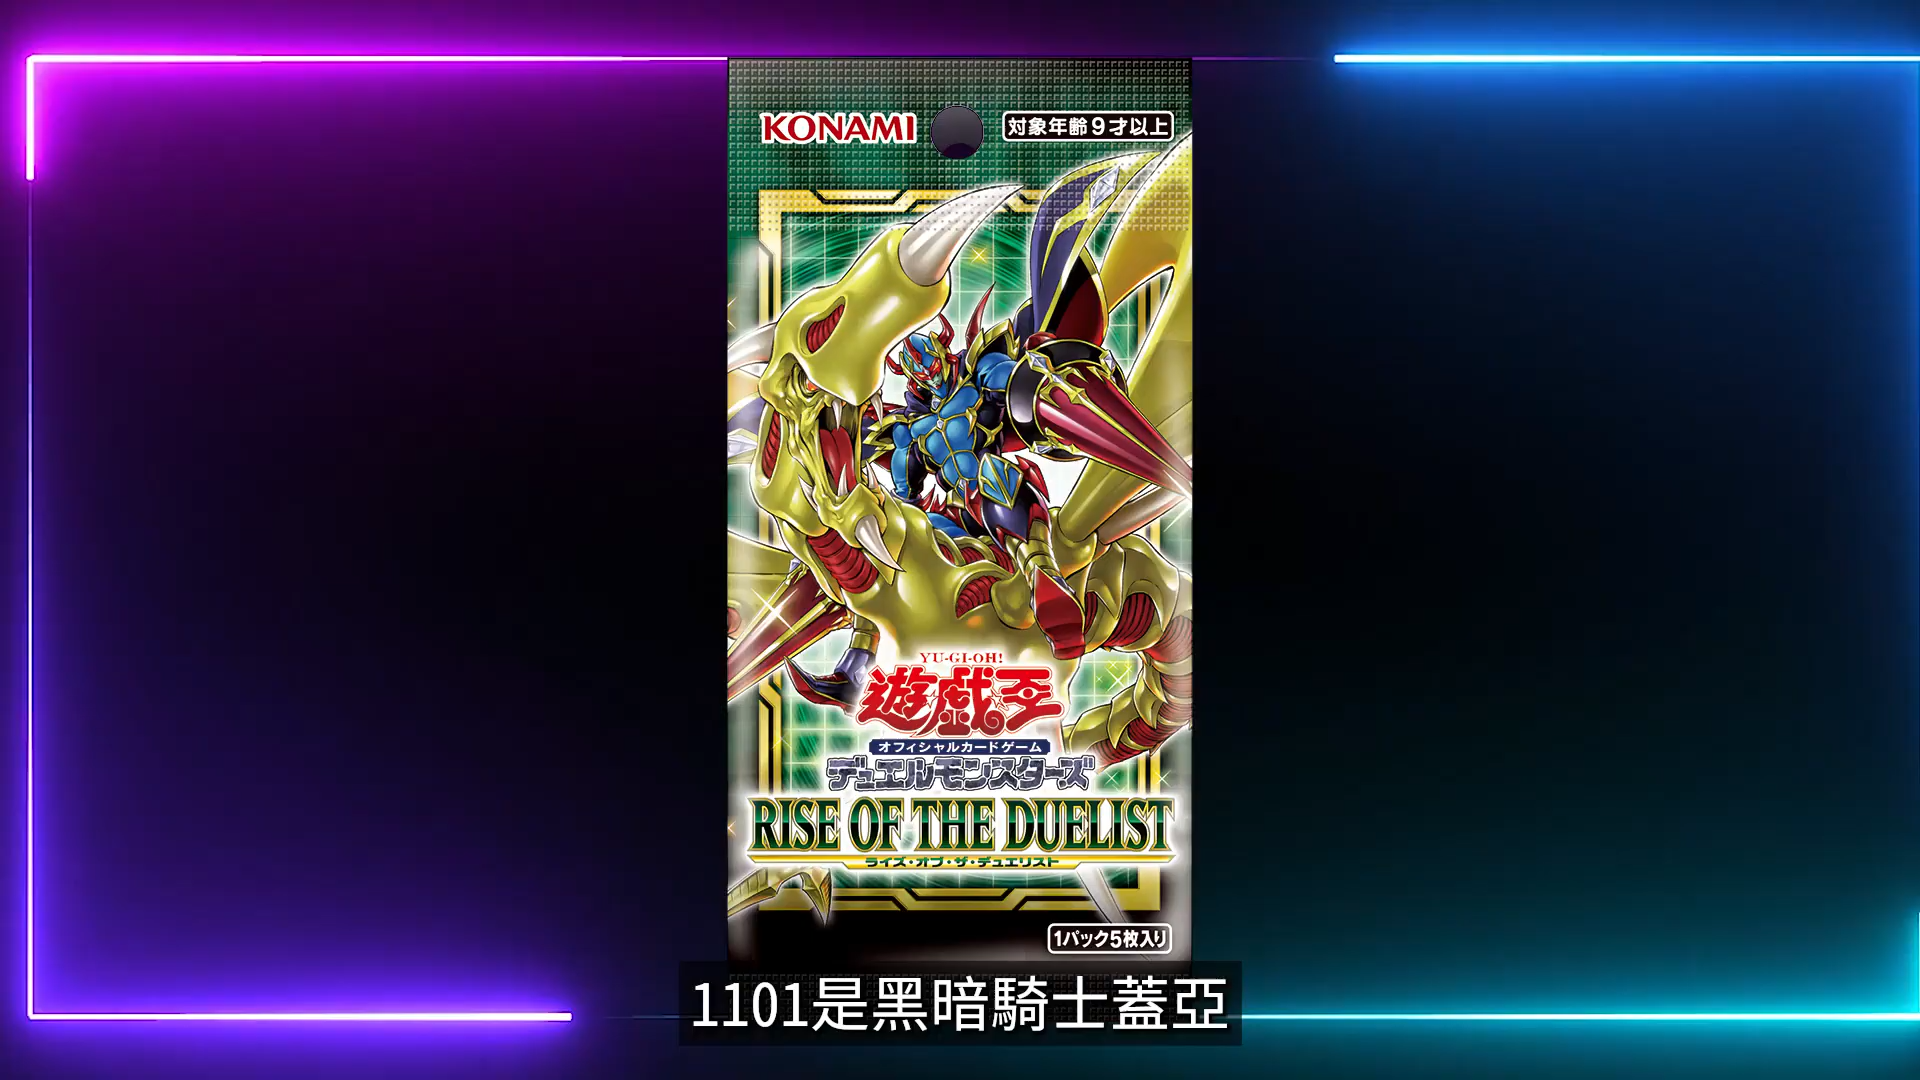 KONAMI
対象年齢9才以上
YU-GI-OH!
遊戯王
オフィシャルカードゲーム
デュエルモンスターズ
RISE OF THE DUELIST
ライズ・オブ・ザ・デュエリスト
1パック5枚入り
1101是黑暗騎士蓋亞